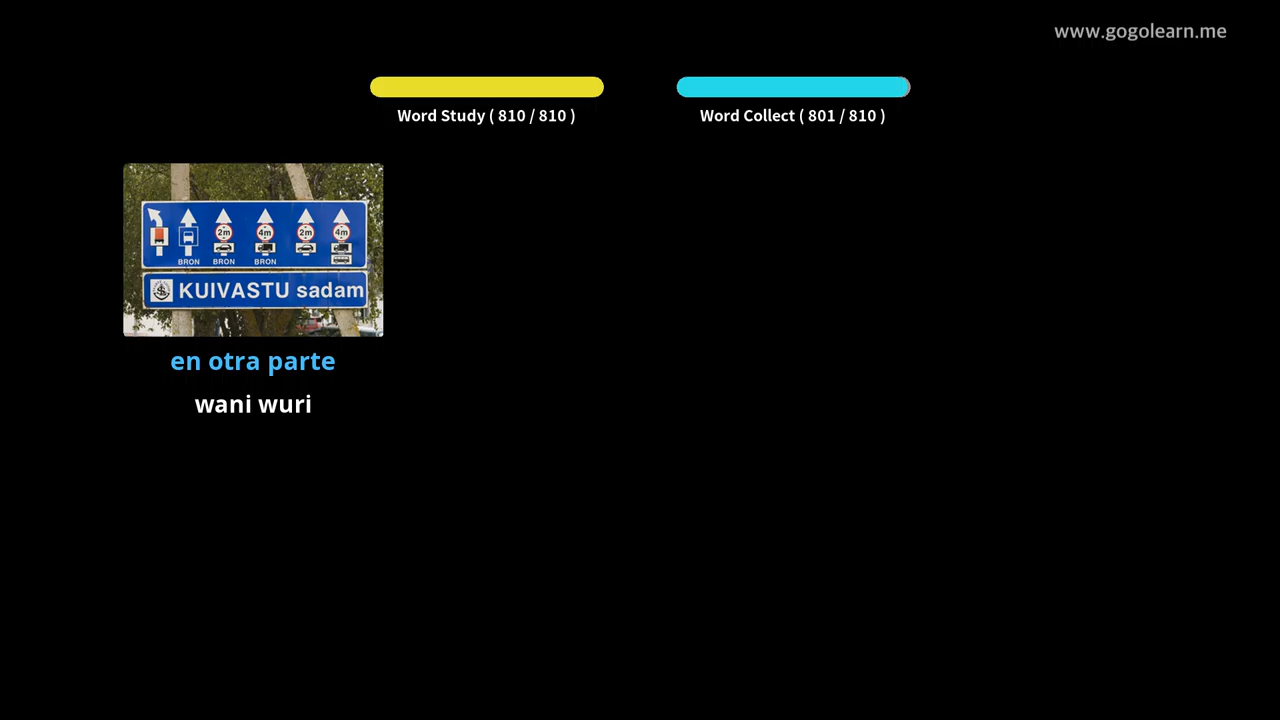 www.gogolearn.me
Word Study ( 810 / 810 )
Word Collect ( 801 / 810 )
2m 4m 2m 4m
BRON BRON BRON
KUIVASTU sadam
en otra parte
wani wuri